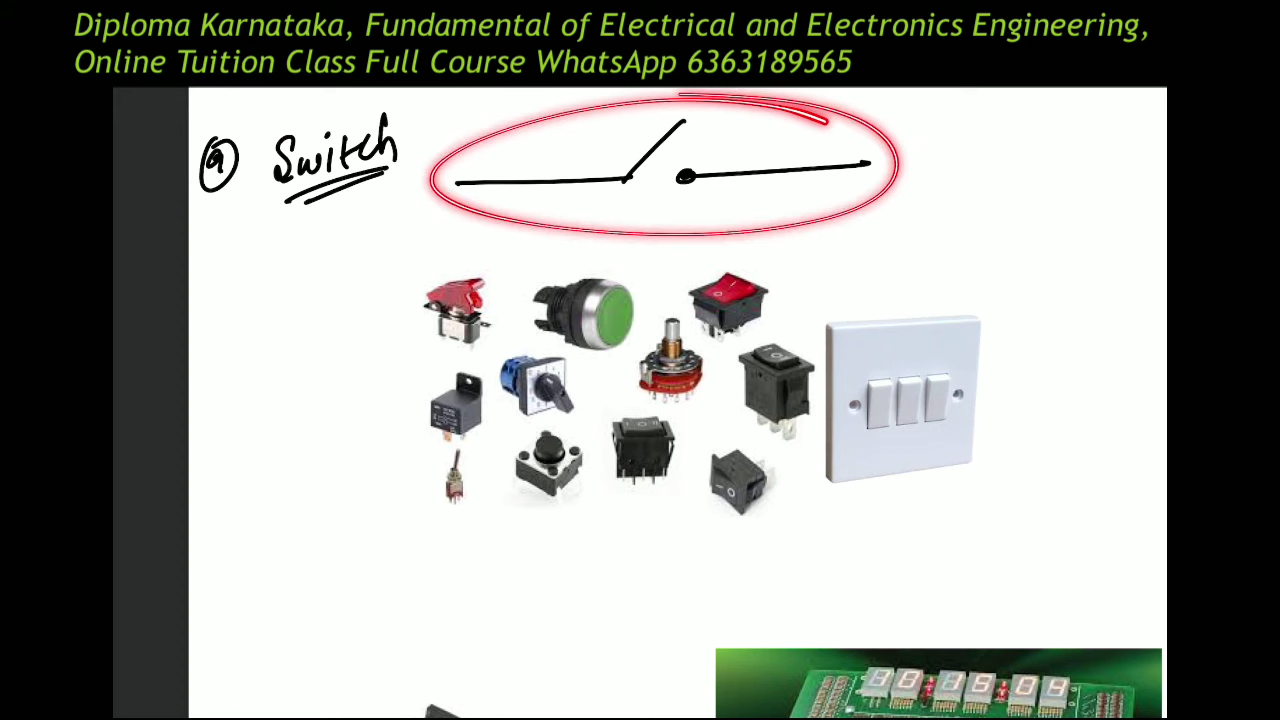 Diploma Karnataka, Fundamental of Electrical and Electronics Engineering,
Online Tuition Class Full Course WhatsApp 6363189565
a Switch